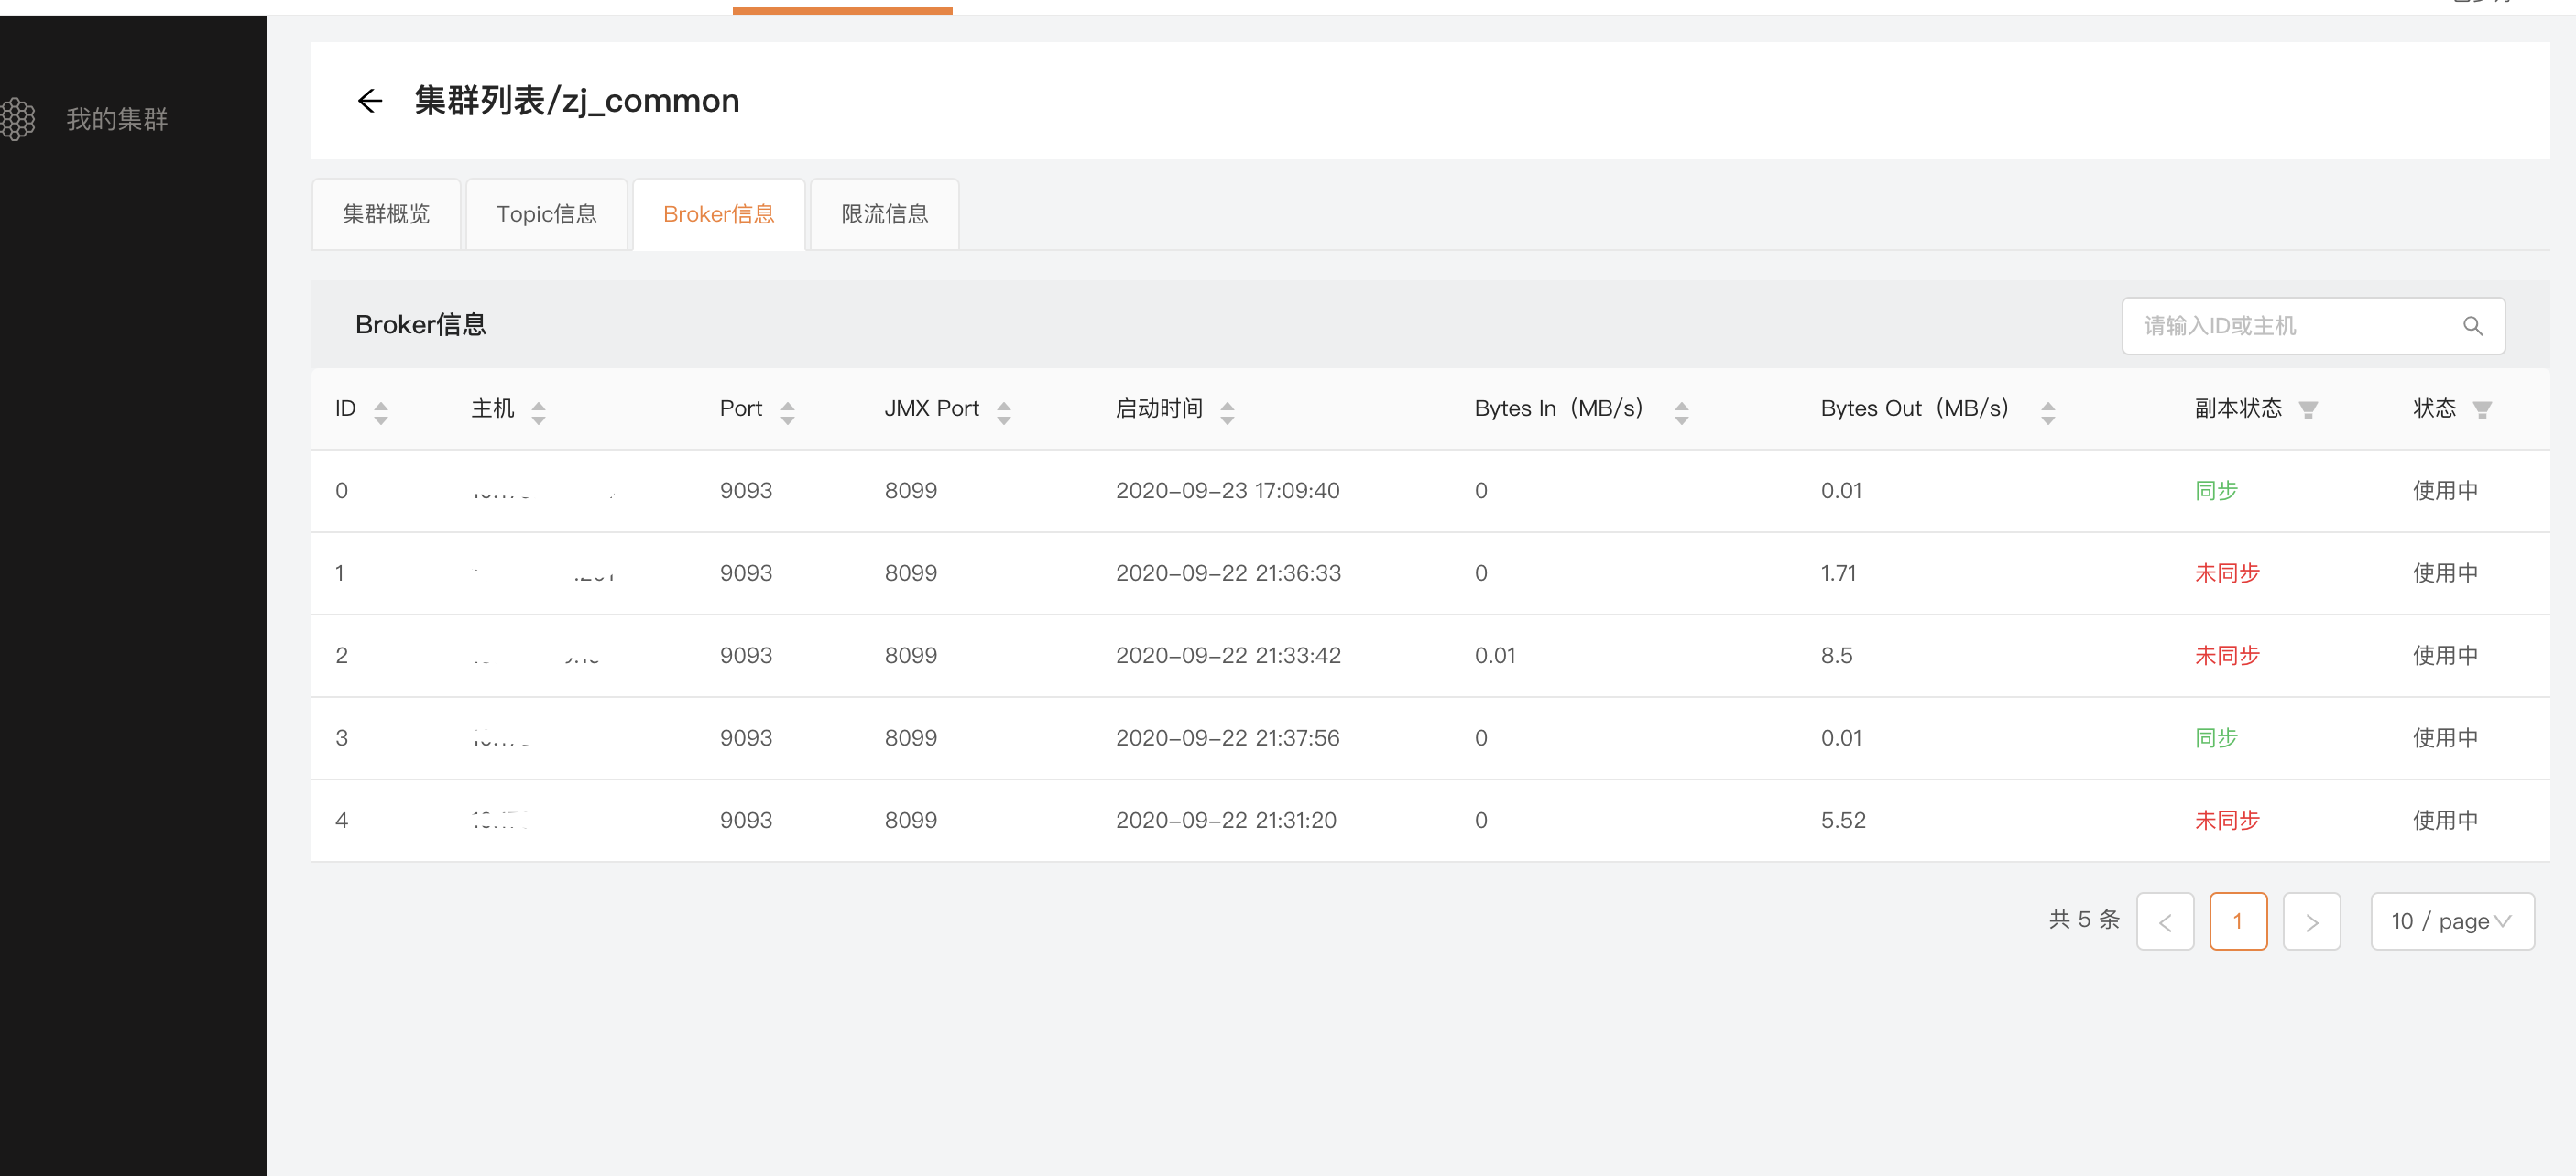 我的集群
集群列表/zj_common
集群概览 Topic信息 Broker信息 限流信息
Broker信息 请输入ID或主机
ID 主机 Port JMX Port 启动时间 Bytes In（MB/s） Bytes Out（MB/s） 副本状态 状态
0 9093 8099 2020-09-23 17:09:40 0 0.01 同步 使用中
1 9093 8099 2020-09-22 21:36:33 0 1.71 未同步 使用中
2 9093 8099 2020-09-22 21:33:42 0.01 8.5 未同步 使用中
3 9093 8099 2020-09-22 21:37:56 0 0.01 同步 使用中
4 9093 8099 2020-09-22 21:31:20 0 5.52 未同步 使用中
共 5 条 < 1 > 10 / page